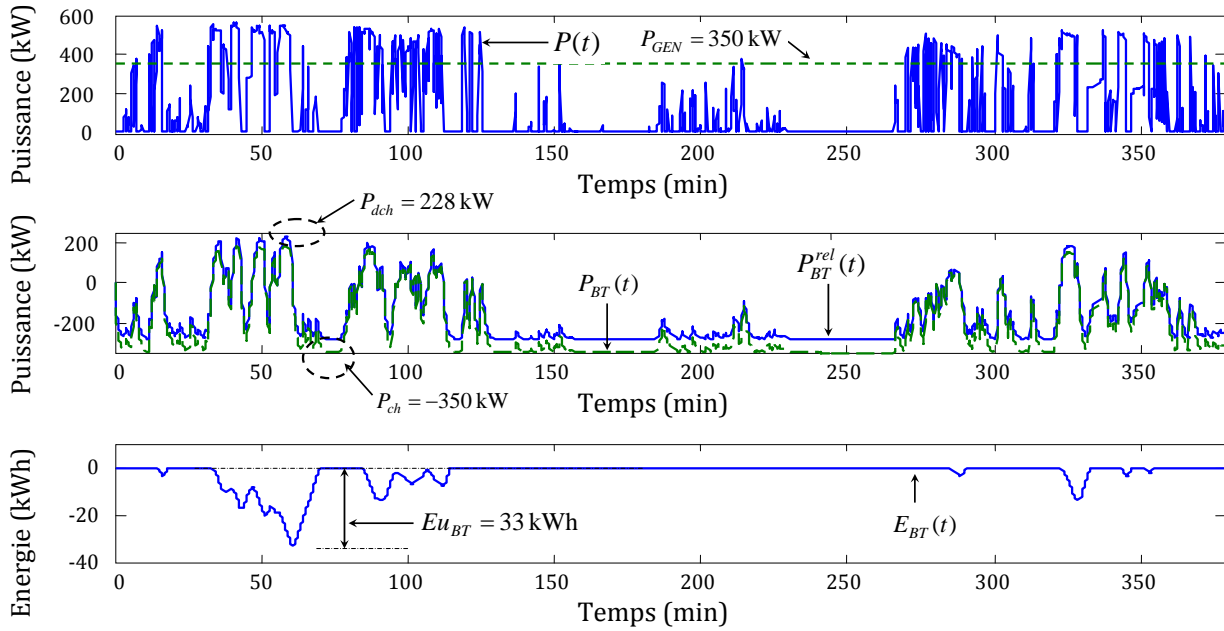 Puissance (kW)
600
400
200
0
P(t)
P_GEN = 350 kW
0 50 100 150 200 250 300 350
Temps (min)
Puissance (kW)
200
0
-200
P_dch = 228 kW
P_BT(t)
P_BT^rel(t)
P_ch = −350 kW
0 50 100 150 200 250 300 350
Temps (min)
Energie (kWh)
0
-20
-40
Eu_BT = 33 kWh
E_BT(t)
0 50 100 150 200 250 300 350
Temps (min)